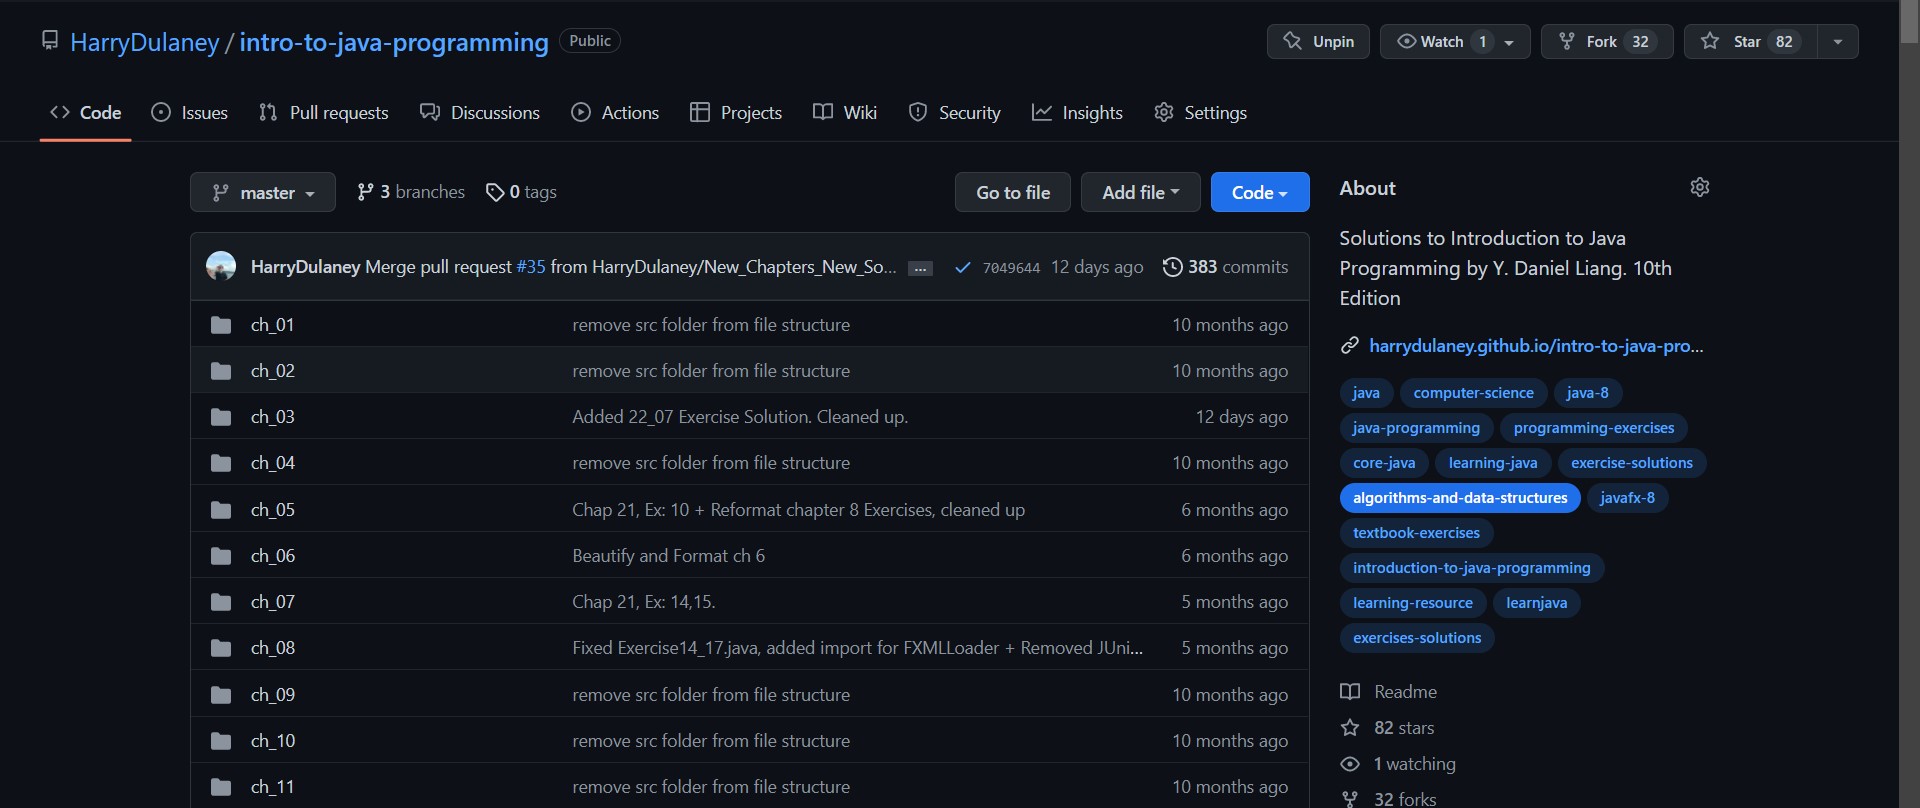 HarryDulaney / intro-to-java-programming Public
Unpin Watch 1 Fork 32 Star 82
Code Issues Pull requests Discussions Actions Projects Wiki Security Insights Settings
master 3 branches 0 tags Go to file Add file Code
HarryDulaney Merge pull request #35 from HarryDulaney/New_Chapters_New_So... ... 7049644 12 days ago 383 commits
ch_01 remove src folder from file structure 10 months ago
ch_02 remove src folder from file structure 10 months ago
ch_03 Added 22_07 Exercise Solution. Cleaned up. 12 days ago
ch_04 remove src folder from file structure 10 months ago
ch_05 Chap 21, Ex: 10 + Reformat chapter 8 Exercises, cleaned up 6 months ago
ch_06 Beautify and Format ch 6 6 months ago
ch_07 Chap 21, Ex: 14,15. 5 months ago
ch_08 Fixed Exercise14_17.java, added import for FXMLLoader + Removed JUni... 5 months ago
ch_09 remove src folder from file structure 10 months ago
ch_10 remove src folder from file structure 10 months ago
ch_11 remove src folder from file structure 10 months ago
About
Solutions to Introduction to Java
Programming by Y. Daniel Liang. 10th
Edition
harrydulaney.github.io/intro-to-java-pro...
java computer-science java-8
java-programming programming-exercises
core-java learning-java exercise-solutions
algorithms-and-data-structures javafx-8
textbook-exercises
introduction-to-java-programming
learning-resource learnjava
exercises-solutions
Readme
82 stars
1 watching
32 forks